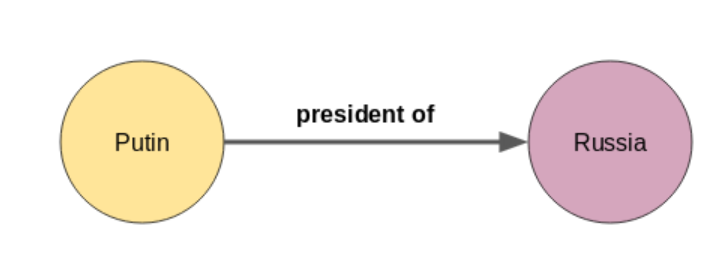 president of
Putin
Russia